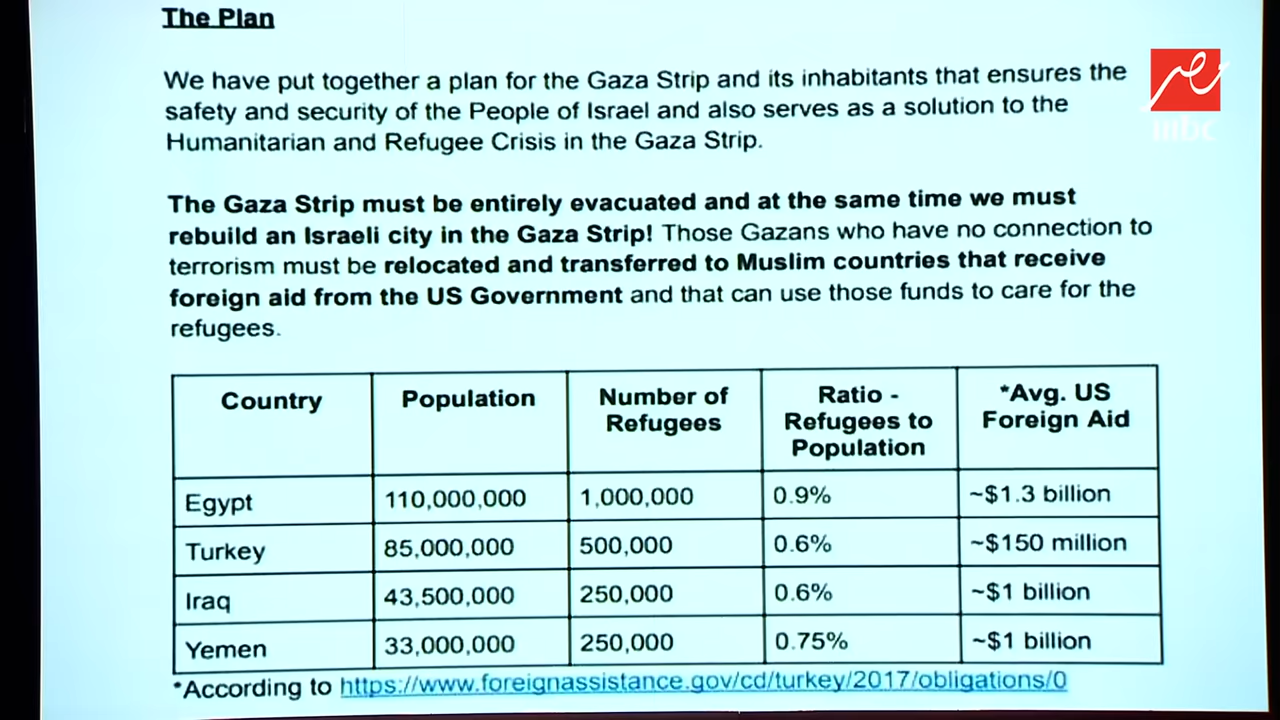 The Plan
We have put together a plan for the Gaza Strip and its inhabitants that ensures the
safety and security of the People of Israel and also serves as a solution to the
Humanitarian and Refugee Crisis in the Gaza Strip.
The Gaza Strip must be entirely evacuated and at the same time we must
rebuild an Israeli city in the Gaza Strip! Those Gazans who have no connection to
terrorism must be relocated and transferred to Muslim countries that receive
foreign aid from the US Government and that can use those funds to care for the
refugees.
Country Population Number of Refugees Ratio - Refugees to Population *Avg. US Foreign Aid
Egypt 110,000,000 1,000,000 0.9% ~$1.3 billion
Turkey 85,000,000 500,000 0.6% ~$150 million
Iraq 43,500,000 250,000 0.6% ~$1 billion
Yemen 33,000,000 250,000 0.75% ~$1 billion
*According to https://www.foreignassistance.gov/cd/turkey/2017/obligations/0
مصر
mbc